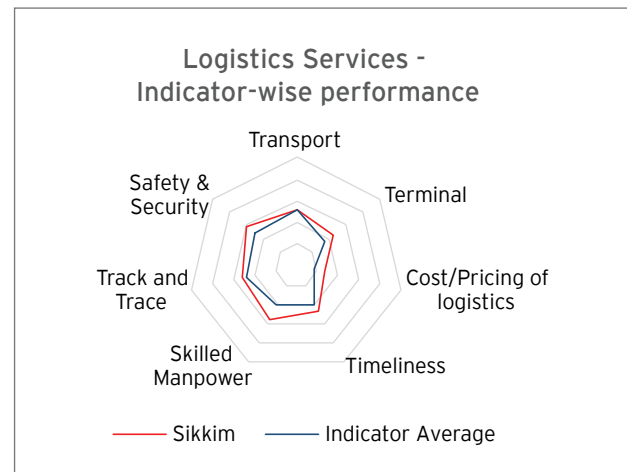 Logistics Services -
Indicator-wise performance
Transport
Safety &
Security
Terminal
Track and
Trace
Cost/Pricing of
logistics
Skilled
Manpower
Timeliness
Sikkim
Indicator Average